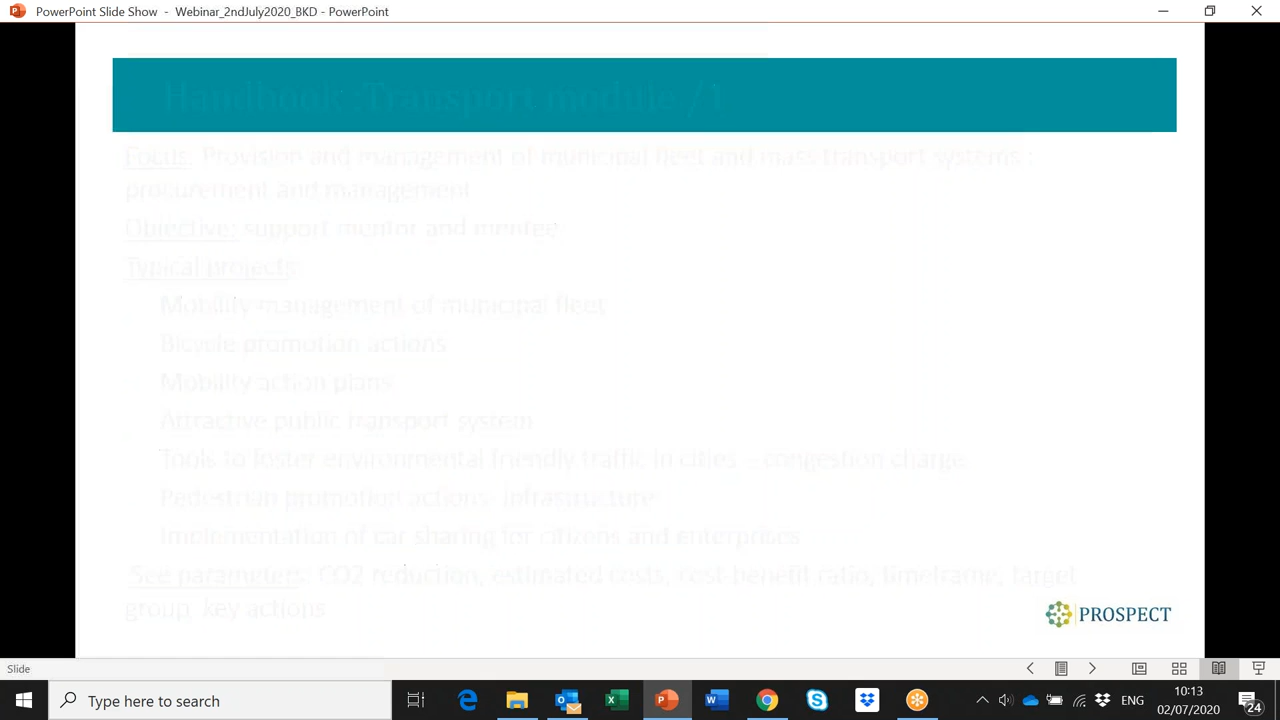 PowerPoint Slide Show - Webinar_2ndJuly2020_BKD - PowerPoint
Handbook :Transport module /1
Focus: Provision and management of municipal fleet and mass transport systems :
procurement and management
Objective: support mentor and mentee
Typical projects
Mobility management of municipal fleet
Bicycle promotion actions
Mobility action plans
Attractive public transport system
Tools to foster environmental friendly traffic in cities – congestion charge
Pedestrian promotion actions, infrastructure
Implementation of car sharing for citizens and enterprises
See parameters: CO2 reduction, estimated costs, cost benefit ratio, timeframe, target
group, key actions
PROSPECT
Slide
Type here to search
ENG
10:13
02/07/2020
24